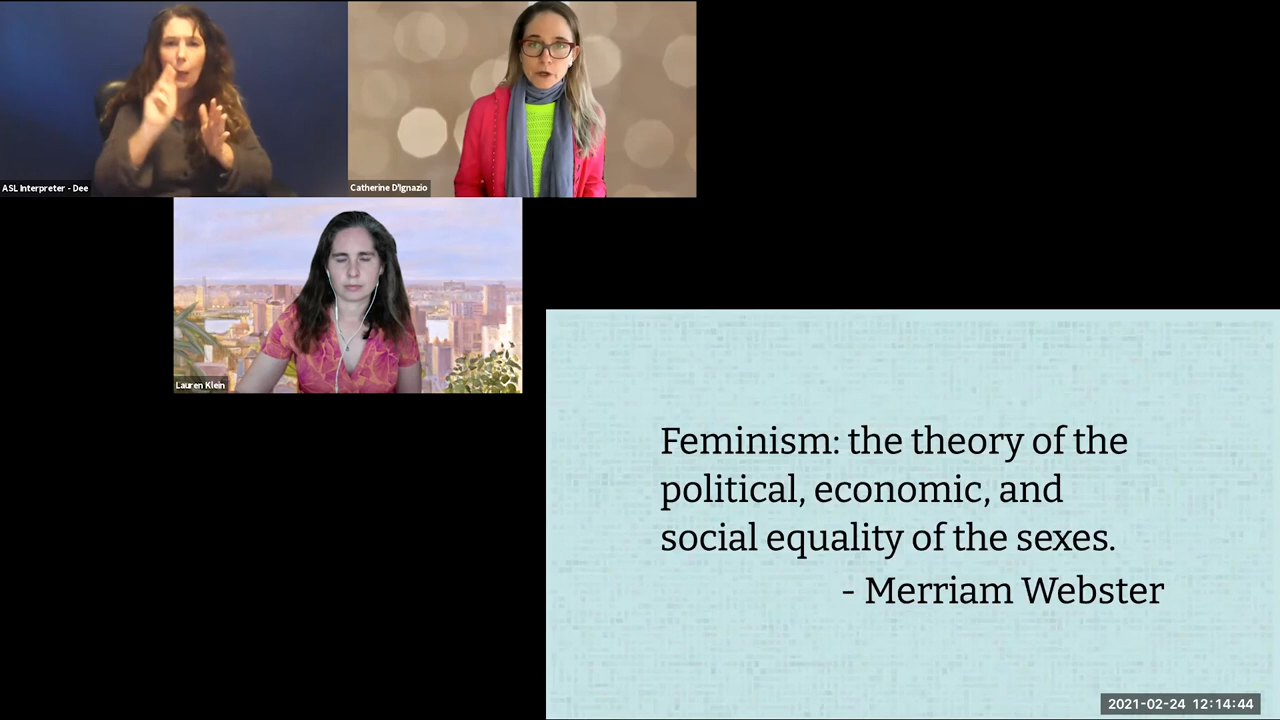 ASL Interpreter - Dee
Catherine D'Ignazio
Lauren Klein
Feminism: the theory of the
political, economic, and
social equality of the sexes.
- Merriam Webster
2021-02-24 12:14:44